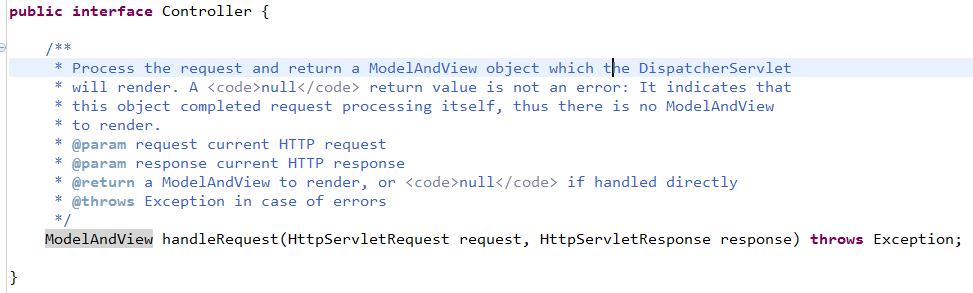 public interface Controller {
/**
* Process the request and return a ModelAndView object which the DispatcherServlet
* will render. A <code>null</code> return value is not an error: It indicates that
* this object completed request processing itself, thus there is no ModelAndView
* to render.
* @param request current HTTP request
* @param response current HTTP response
* @return a ModelAndView to render, or <code>null</code> if handled directly
* @throws Exception in case of errors
*/
ModelAndView handleRequest(HttpServletRequest request, HttpServletResponse response) throws Exception;
}